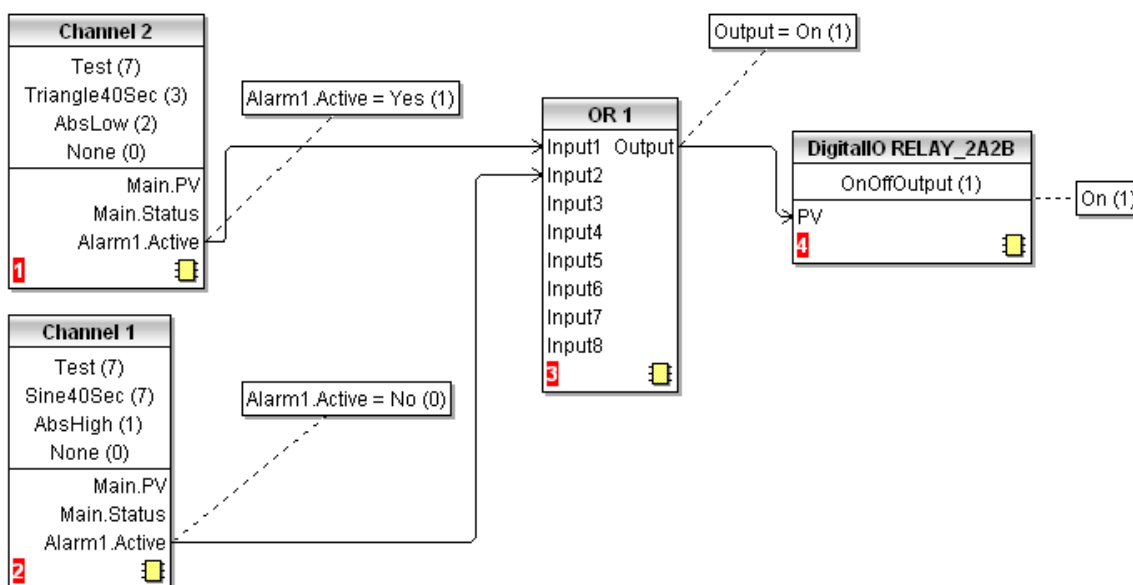 Channel 2
Test (7)
Triangle40Sec (3)
AbsLow (2)
None (0)
Main.PV
Main.Status
Alarm1.Active
1
Alarm1.Active = Yes (1)
Output = On (1)
OR 1
Input1 Output
Input2
Input3
Input4
Input5
Input6
Input7
Input8
3
DigitalIO RELAY_2A2B
OnOffOutput (1)
PV
4
On (1)
Channel 1
Test (7)
Sine40Sec (7)
AbsHigh (1)
None (0)
Main.PV
Main.Status
Alarm1.Active
2
Alarm1.Active = No (0)